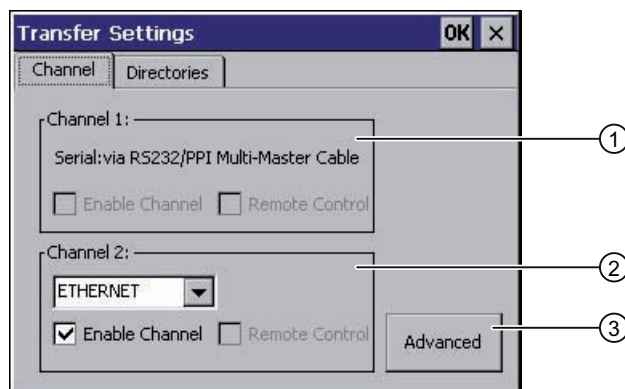 Transfer Settings OK ×
Channel Directories
Channel 1:
Serial:via RS232/PPI Multi-Master Cable
Enable Channel Remote Control
1
Channel 2:
ETHERNET
Enable Channel Remote Control
2
Advanced
3